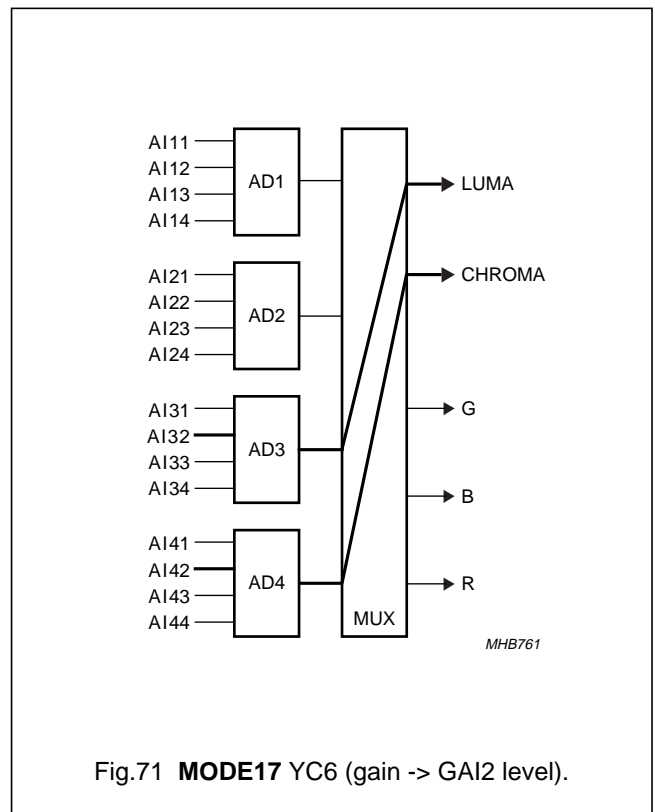 AI11
AI12
AI13
AI14
AD1
AI21
AI22
AI23
AI24
AD2
AI31
AI32
AI33
AI34
AD3
AI41
AI42
AI43
AI44
AD4
MUX
LUMA
CHROMA
G
B
R
MHB761
Fig.71 MODE17 YC6 (gain -> GAI2 level).